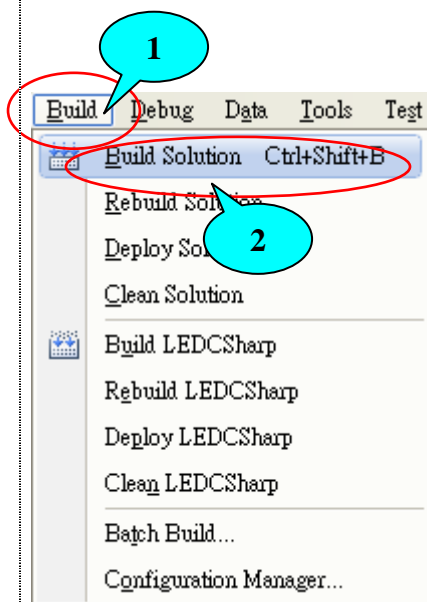 1
Build Debug Data Tools Test
Build Solution Ctrl+Shift+B
Rebuild Solution
2
Deploy Sol
Clean Solution
Build LEDCSharp
Rebuild LEDCSharp
Deploy LEDCSharp
Clean LEDCSharp
Batch Build...
Configuration Manager...